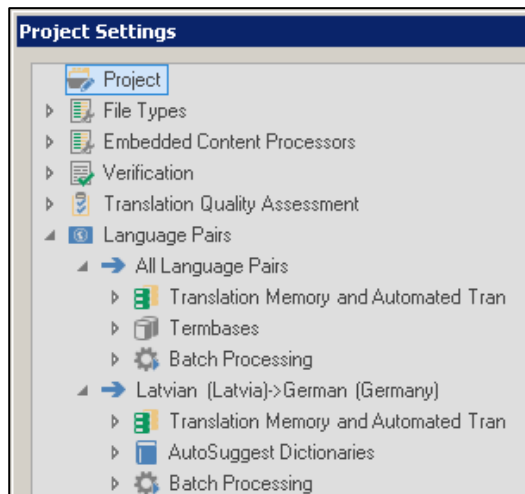 Project Settings
Project
File Types
Embedded Content Processors
Verification
Translation Quality Assessment
Language Pairs
All Language Pairs
Translation Memory and Automated Tran
Termbases
Batch Processing
Latvian (Latvia)->German (Germany)
Translation Memory and Automated Tran
AutoSuggest Dictionaries
Batch Processing